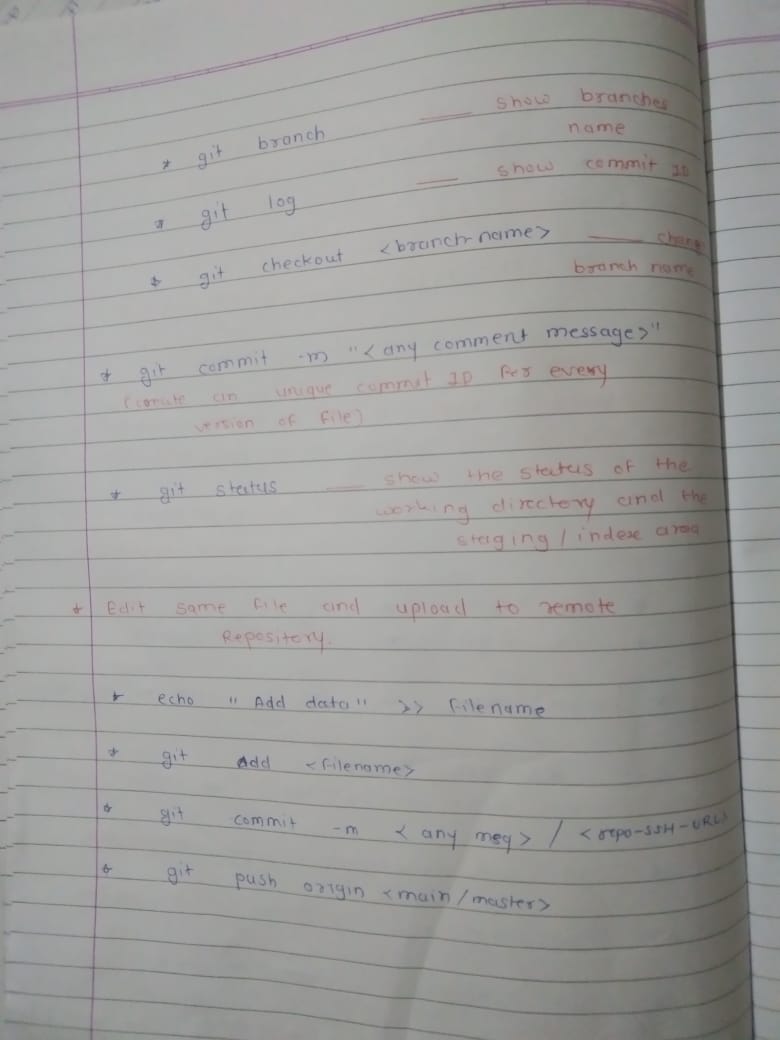 * git branch —— show branches
name
* git log —— show commit ID
* git checkout <branch-name> ——
branch name
* git commit -m "<any comment message>"
(Create an unique commit ID for every
version of file)
* git status —— show the status of the
working directory and the
staging / index area
* Edit same file and upload to remote
Repository.
* echo "Add data" >> filename
* git add <filename>
* git commit -m <any msg> / <repo-SSH-URL>
* git push origin <main/master>